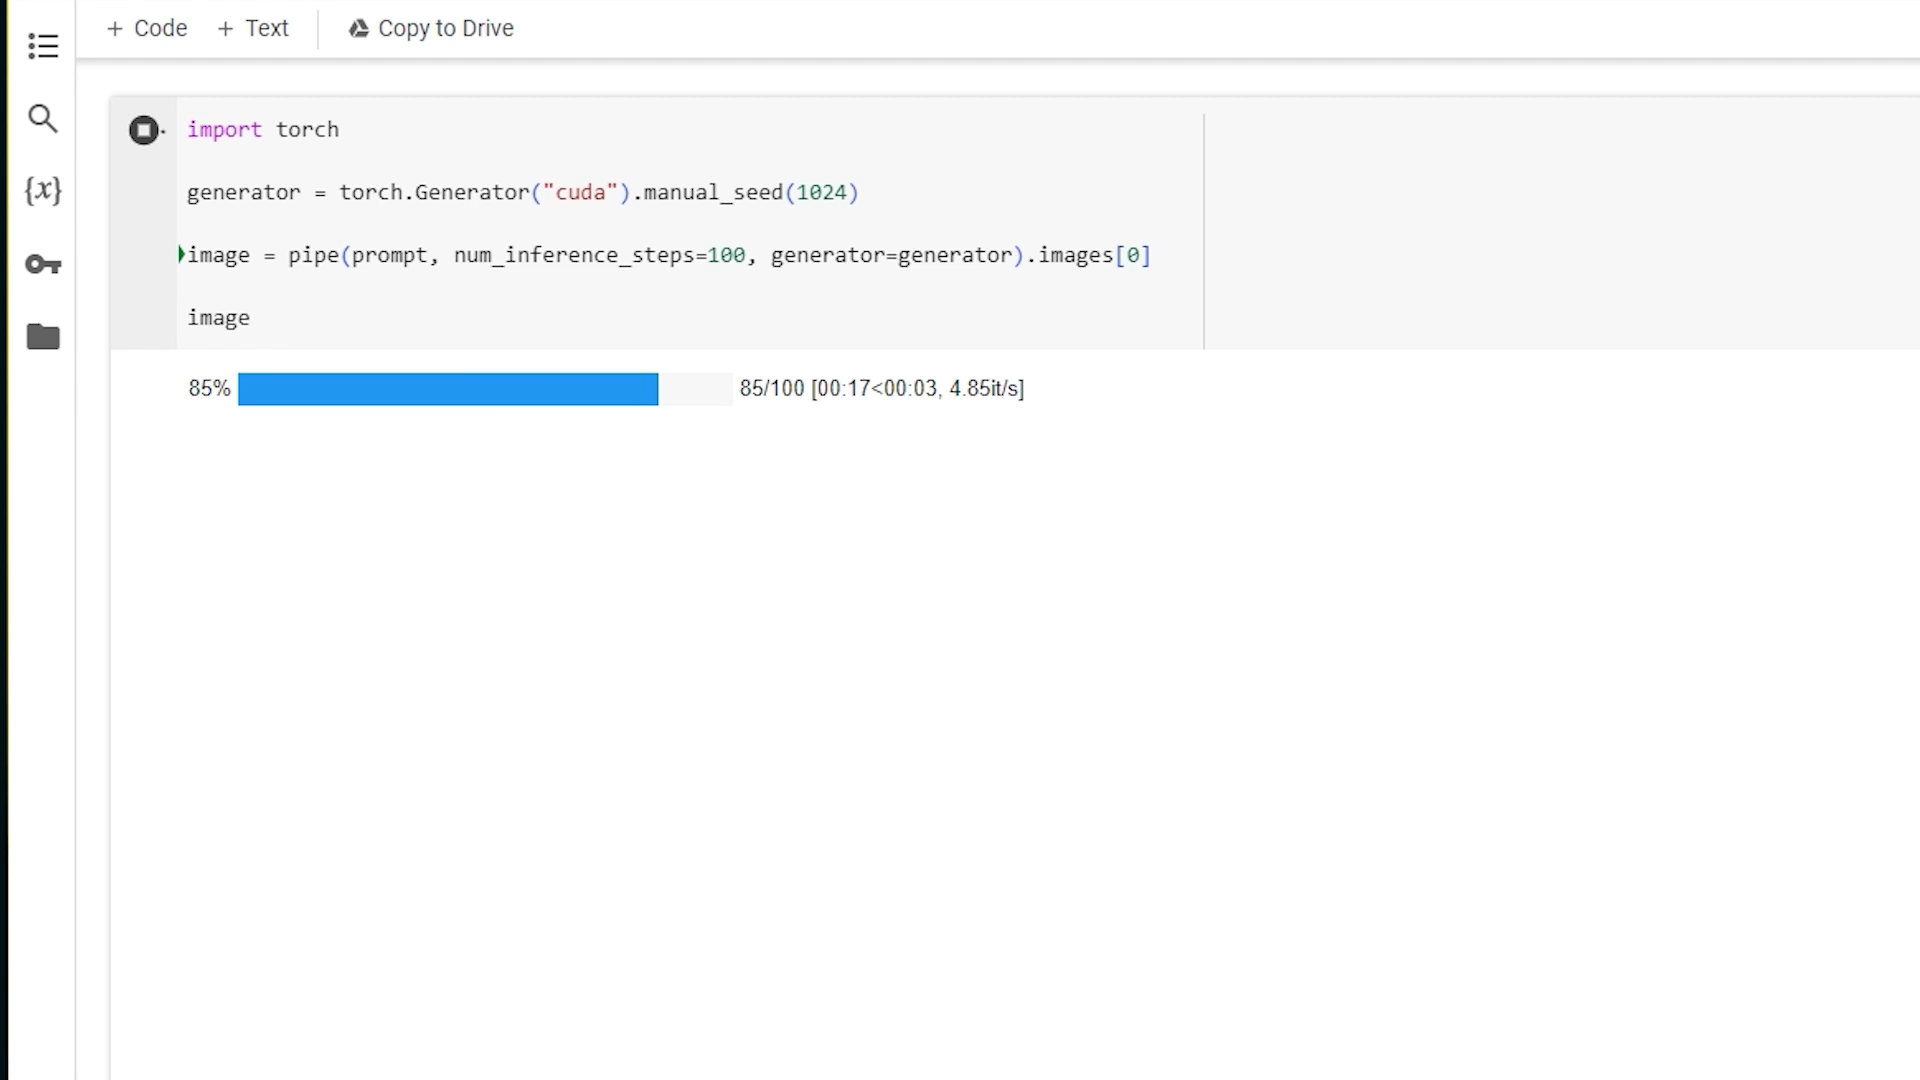 + Code + Text Copy to Drive
{x}
import torch
generator = torch.Generator("cuda").manual_seed(1024)
image = pipe(prompt, num_inference_steps=100, generator=generator).images[0]
image
85% 85/100 [00:17<00:03, 4.85it/s]